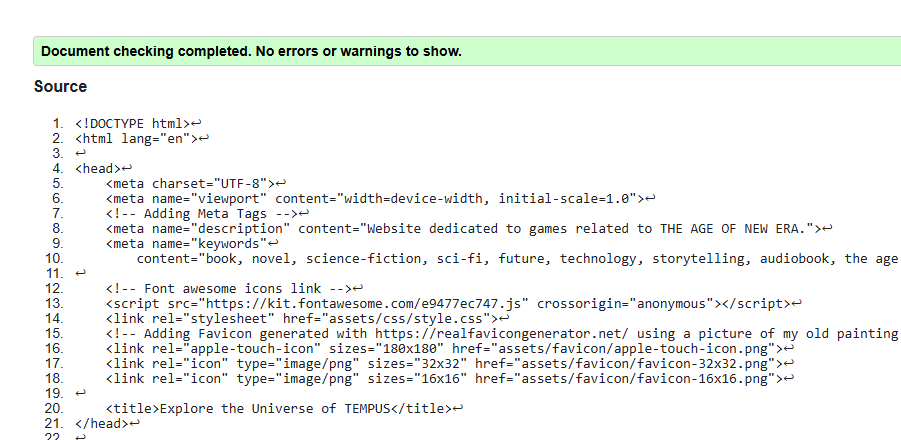 Document checking completed. No errors or warnings to show.
Source
1. <!DOCTYPE html>↩
2. <html lang="en">↩
3. ↩
4. <head>↩
5. <meta charset="UTF-8">↩
6. <meta name="viewport" content="width=device-width, initial-scale=1.0">↩
7. <!-- Adding Meta Tags -->↩
8. <meta name="description" content="Website dedicated to games related to THE AGE OF NEW ERA.">↩
9. <meta name="keywords"↩
10. content="book, novel, science-fiction, sci-fi, future, technology, storytelling, audiobook, the age
11. ↩
12. <!-- Font awesome icons link -->↩
13. <script src="https://kit.fontawesome.com/e9477ec747.js" crossorigin="anonymous"></script>↩
14. <link rel="stylesheet" href="assets/css/style.css">↩
15. <!-- Adding Favicon generated with https://realfavicongenerator.net/ using a picture of my old painting
16. <link rel="apple-touch-icon" sizes="180x180" href="assets/favicon/apple-touch-icon.png">↩
17. <link rel="icon" type="image/png" sizes="32x32" href="assets/favicon/favicon-32x32.png">↩
18. <link rel="icon" type="image/png" sizes="16x16" href="assets/favicon/favicon-16x16.png">↩
19. ↩
20. <title>Explore the Universe of TEMPUS</title>↩
21. </head>↩
22. ↩